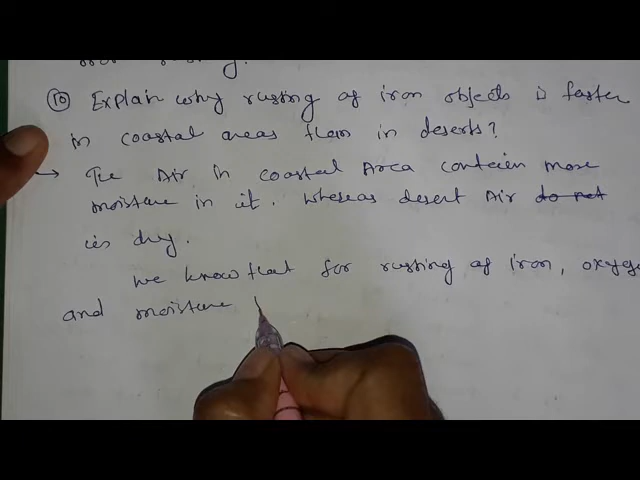 rusting.
(10) Explain why rusting of iron objects is faster
in coastal areas than in deserts?
→ The Air in coastal Area contain more
moisture in it. whereas desert Air do not
is dry.
We know that for rusting of iron, oxyge
and moisture